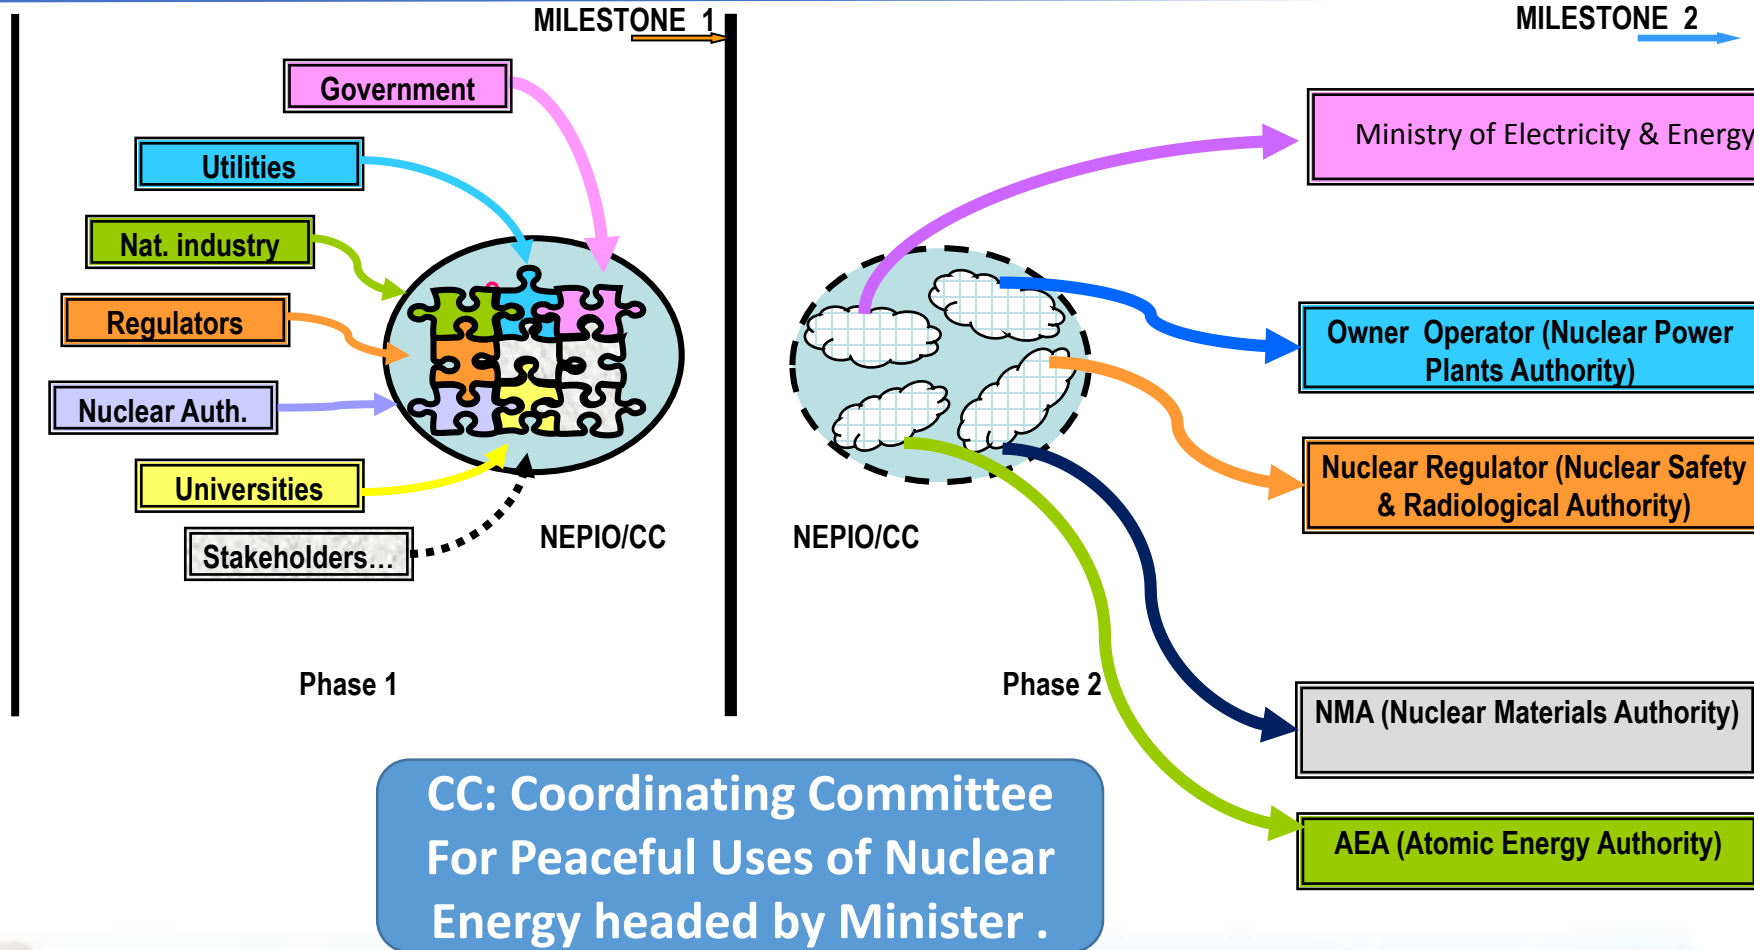 MILESTONE 1
MILESTONE 2
Government
Utilities
Nat. industry
Regulators
Nuclear Auth.
Universities
Stakeholders...
NEPIO/CC
Phase 1
NEPIO/CC
Phase 2
Ministry of Electricity & Energy
Owner Operator (Nuclear Power
Plants Authority)
Nuclear Regulator (Nuclear Safety
& Radiological Authority)
NMA (Nuclear Materials Authority)
AEA (Atomic Energy Authority)
CC: Coordinating Committee
For Peaceful Uses of Nuclear
Energy headed by Minister .